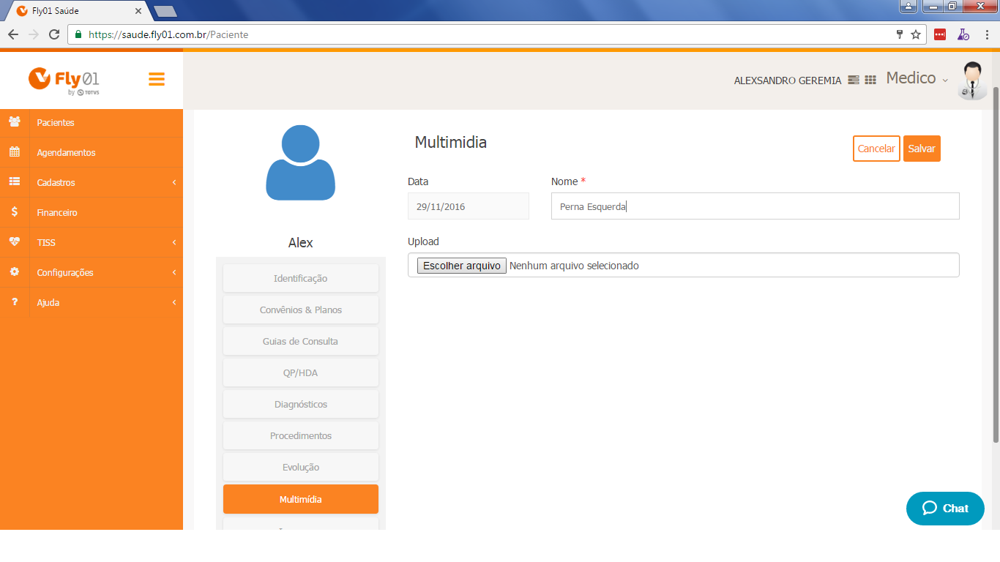 Fly01 Saúde
https://saude.fly01.com.br/Paciente
Fly01
by TOTVS
ALEXSANDRO GEREMIA
Medico
Pacientes
Agendamentos
Cadastros
Financeiro
TISS
Configurações
Ajuda
Alex
Identificação
Convênios & Planos
Guias de Consulta
QP/HDA
Diagnósticos
Procedimentos
Evolução
Multimídia
Multimidia
Cancelar
Salvar
Data
Nome *
29/11/2016
Perna Esquerda
Upload
Escolher arquivo Nenhum arquivo selecionado
Chat